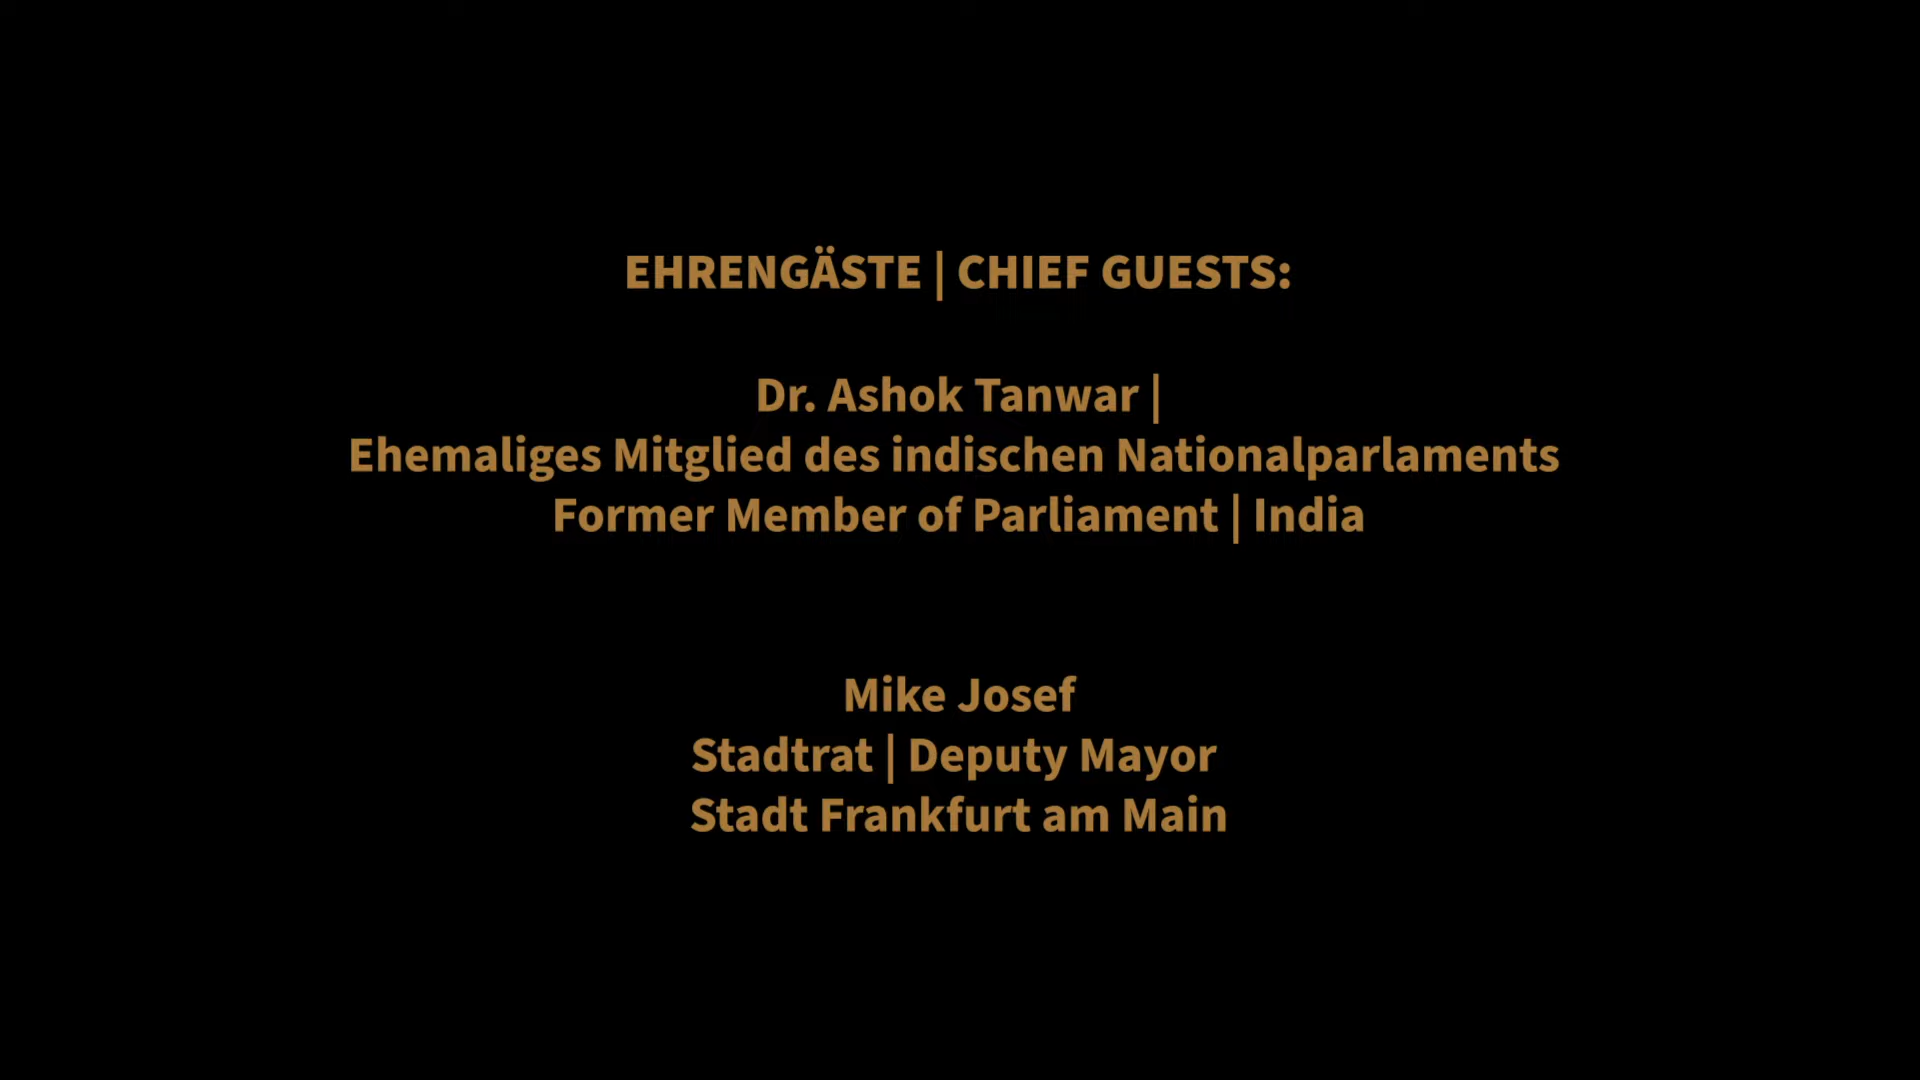 EHRENGÄSTE | CHIEF GUESTS:
Dr. Ashok Tanwar |
Ehemaliges Mitglied des indischen Nationalparlaments
Former Member of Parliament | India
Mike Josef
Stadtrat | Deputy Mayor
Stadt Frankfurt am Main